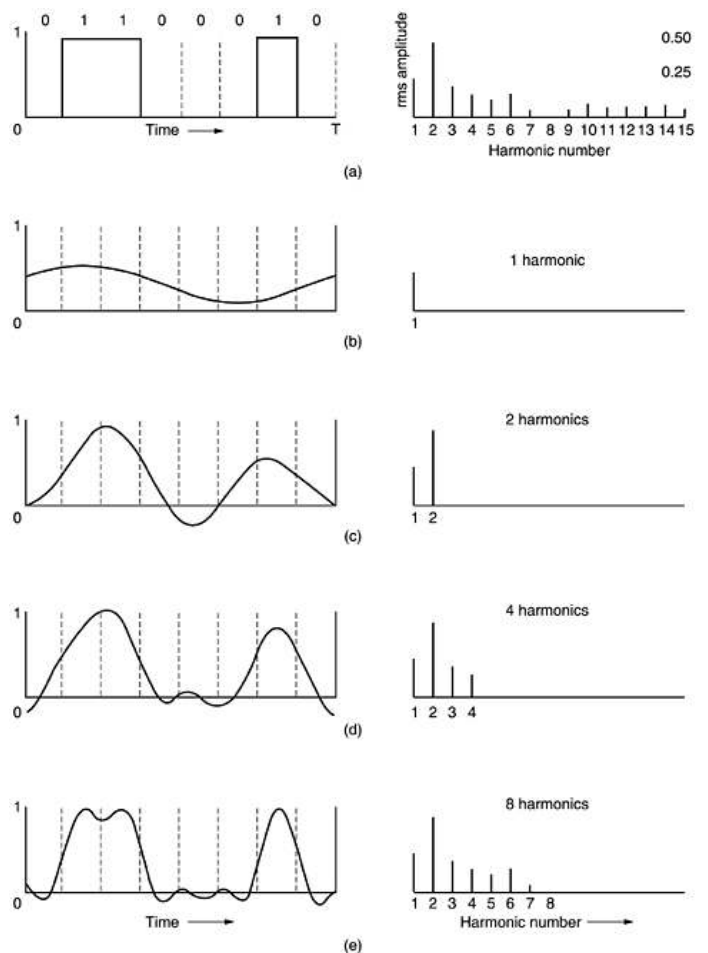 0 1 1 0 0 0 1 0
1
0
Time
T
rms amplitude
0.50
0.25
1 2 3 4 5 6 7 8 9 10 11 12 13 14 15
Harmonic number
(a)
1
0
1 harmonic
1
(b)
1
0
2 harmonics
1 2
(c)
1
0
4 harmonics
1 2 3 4
(d)
1
0
Time
8 harmonics
1 2 3 4 5 6 7 8
Harmonic number
(e)